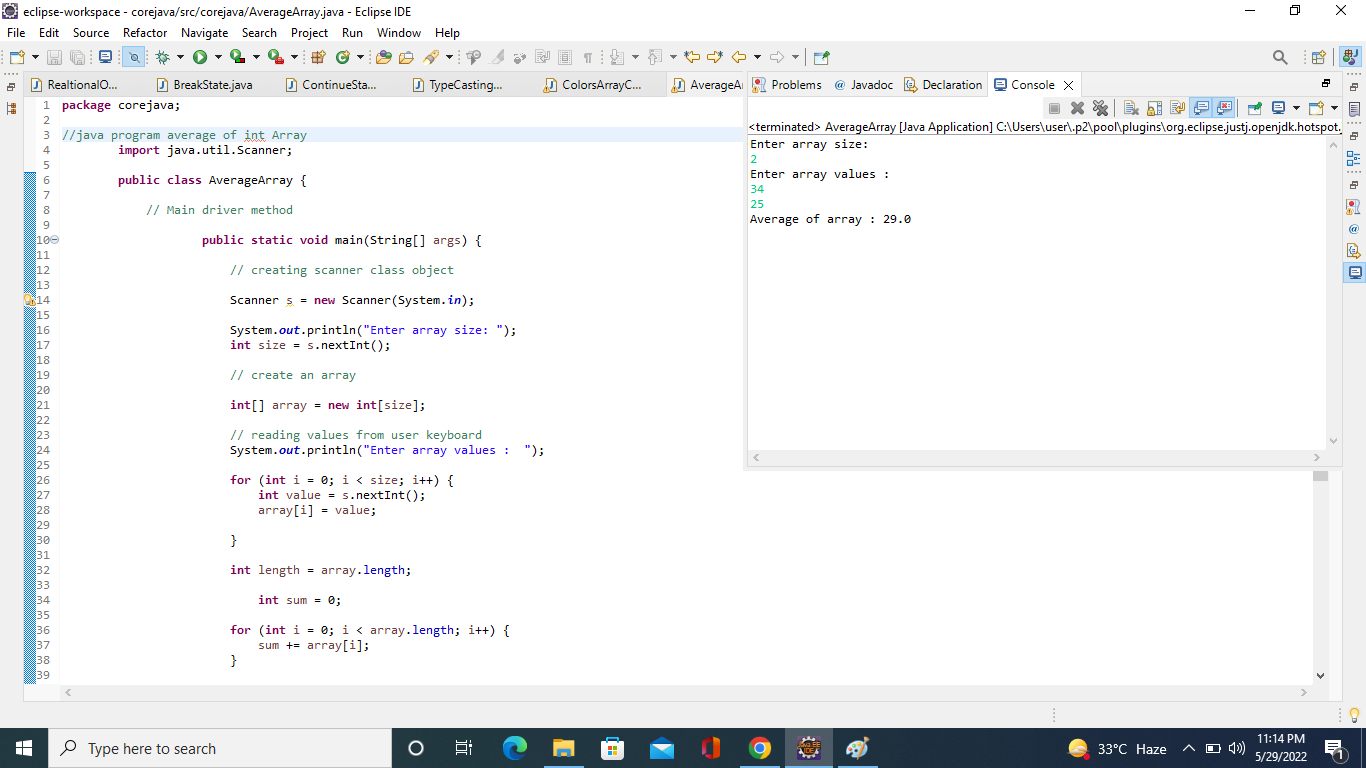 eclipse-workspace - corejava/src/corejava/AverageArray.java - Eclipse IDE
File Edit Source Refactor Navigate Search Project Run Window Help
RealtionalO... BreakState.java ContinueSta... TypeCasting... ColorsArrayC... AverageAr
1 package corejava;
2
3 //java program average of int Array
4 import java.util.Scanner;
5
6 public class AverageArray {
7
8 // Main driver method
9
10 public static void main(String[] args) {
11
12 // creating scanner class object
13
14 Scanner s = new Scanner(System.in);
15
16 System.out.println("Enter array size: ");
17 int size = s.nextInt();
18
19 // create an array
20
21 int[] array = new int[size];
22
23 // reading values from user keyboard
24 System.out.println("Enter array values :  ");
25
26 for (int i = 0; i < size; i++) {
27 int value = s.nextInt();
28 array[i] = value;
29
30 }
31
32 int length = array.length;
33
34 int sum = 0;
35
36 for (int i = 0; i < array.length; i++) {
37 sum += array[i];
38 }
39
Problems @ Javadoc Declaration Console
<terminated> AverageArray [Java Application] C:\Users\user\.p2\pool\plugins\org.eclipse.justj.openjdk.hotspot.
Enter array size:
2
Enter array values :
34
25
Average of array : 29.0
Type here to search
33°C Haze
11:14 PM
5/29/2022
1